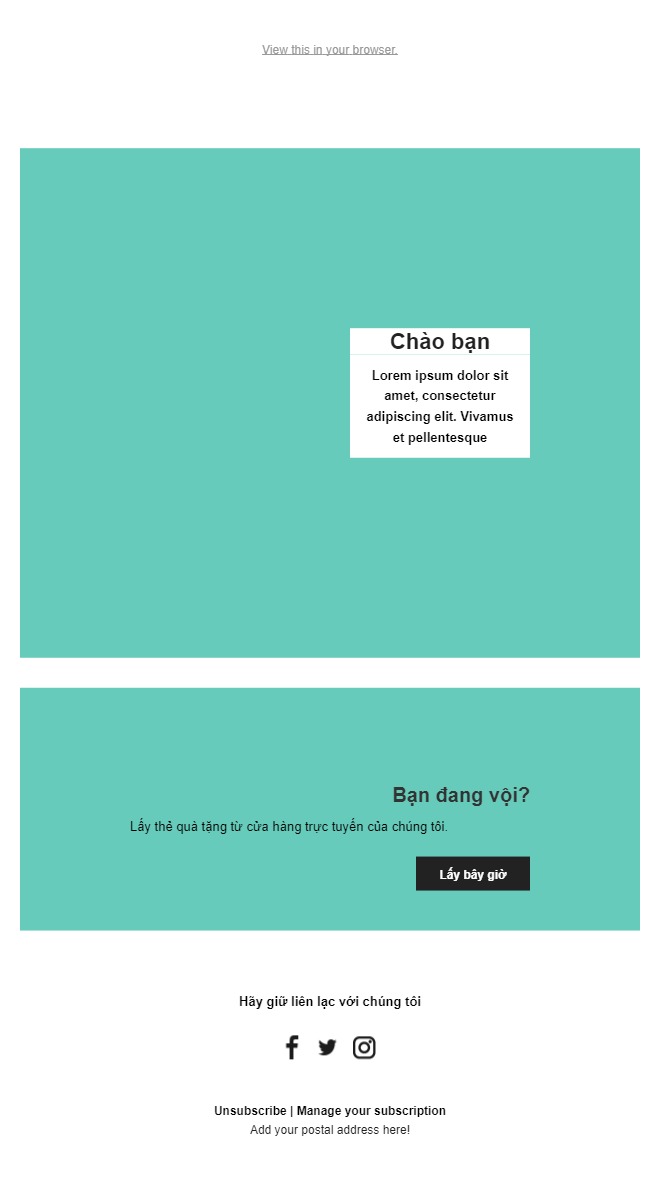 View this in your browser.
Chào bạn
Lorem ipsum dolor sit
amet, consectetur
adipiscing elit. Vivamus
et pellentesque
Bạn đang vội?
Lấy thẻ quà tặng từ cửa hàng trực tuyến của chúng tôi.
Lấy bây giờ
Hãy giữ liên lạc với chúng tôi
Unsubscribe | Manage your subscription
Add your postal address here!